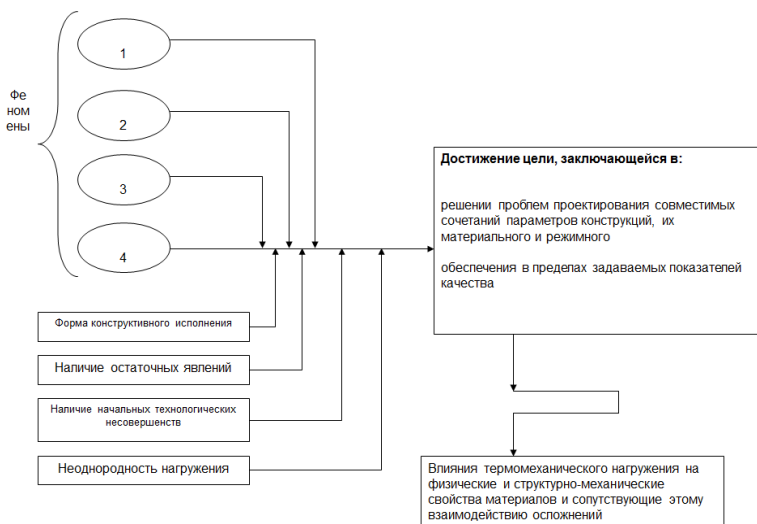 Фе
ном
ены
1
2
3
4
Форма конструктивного исполнения
Наличие остаточных явлений
Наличие начальных технологических
несовершенств
Неоднородность нагружения
Достижение цели, заключающейся в:
решении проблем проектирования совместимых
сочетаний параметров конструкций, их
материального и режимного
обеспечения в пределах задаваемых показателей
качества
Влияния термомеханического нагружения на
физические и структурно-механические
свойства материалов и сопутствующие этому
взаимодействию осложнений